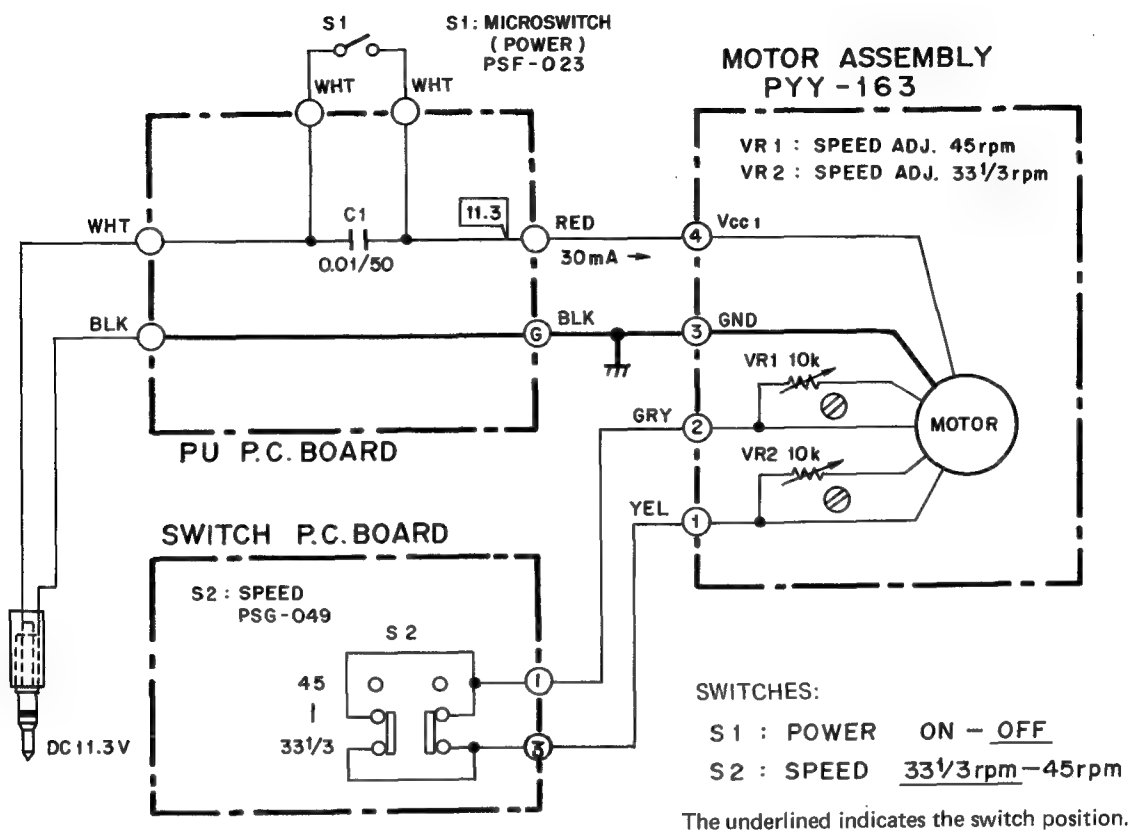 S1
S1: MICROSWITCH
(POWER)
PSF-023
MOTOR ASSEMBLY
PYY-163
WHT
WHT
VR1 : SPEED ADJ. 45rpm
VR2 : SPEED ADJ. 33 1/3rpm
WHT
C1
0.01/50
11.3
RED
30mA →
4
Vcc1
BLK
G
BLK
3
GND
VR1 10k
GRY
2
MOTOR
VR2 10k
YEL
1
PU P.C. BOARD
SWITCH P.C. BOARD
S2 : SPEED
PSG-049
S2
45
|
33 1/3
1
3
DC 11.3V
SWITCHES:
S1 : POWER ON – OFF
S2 : SPEED 33 1/3rpm–45rpm
The underlined indicates the switch position.